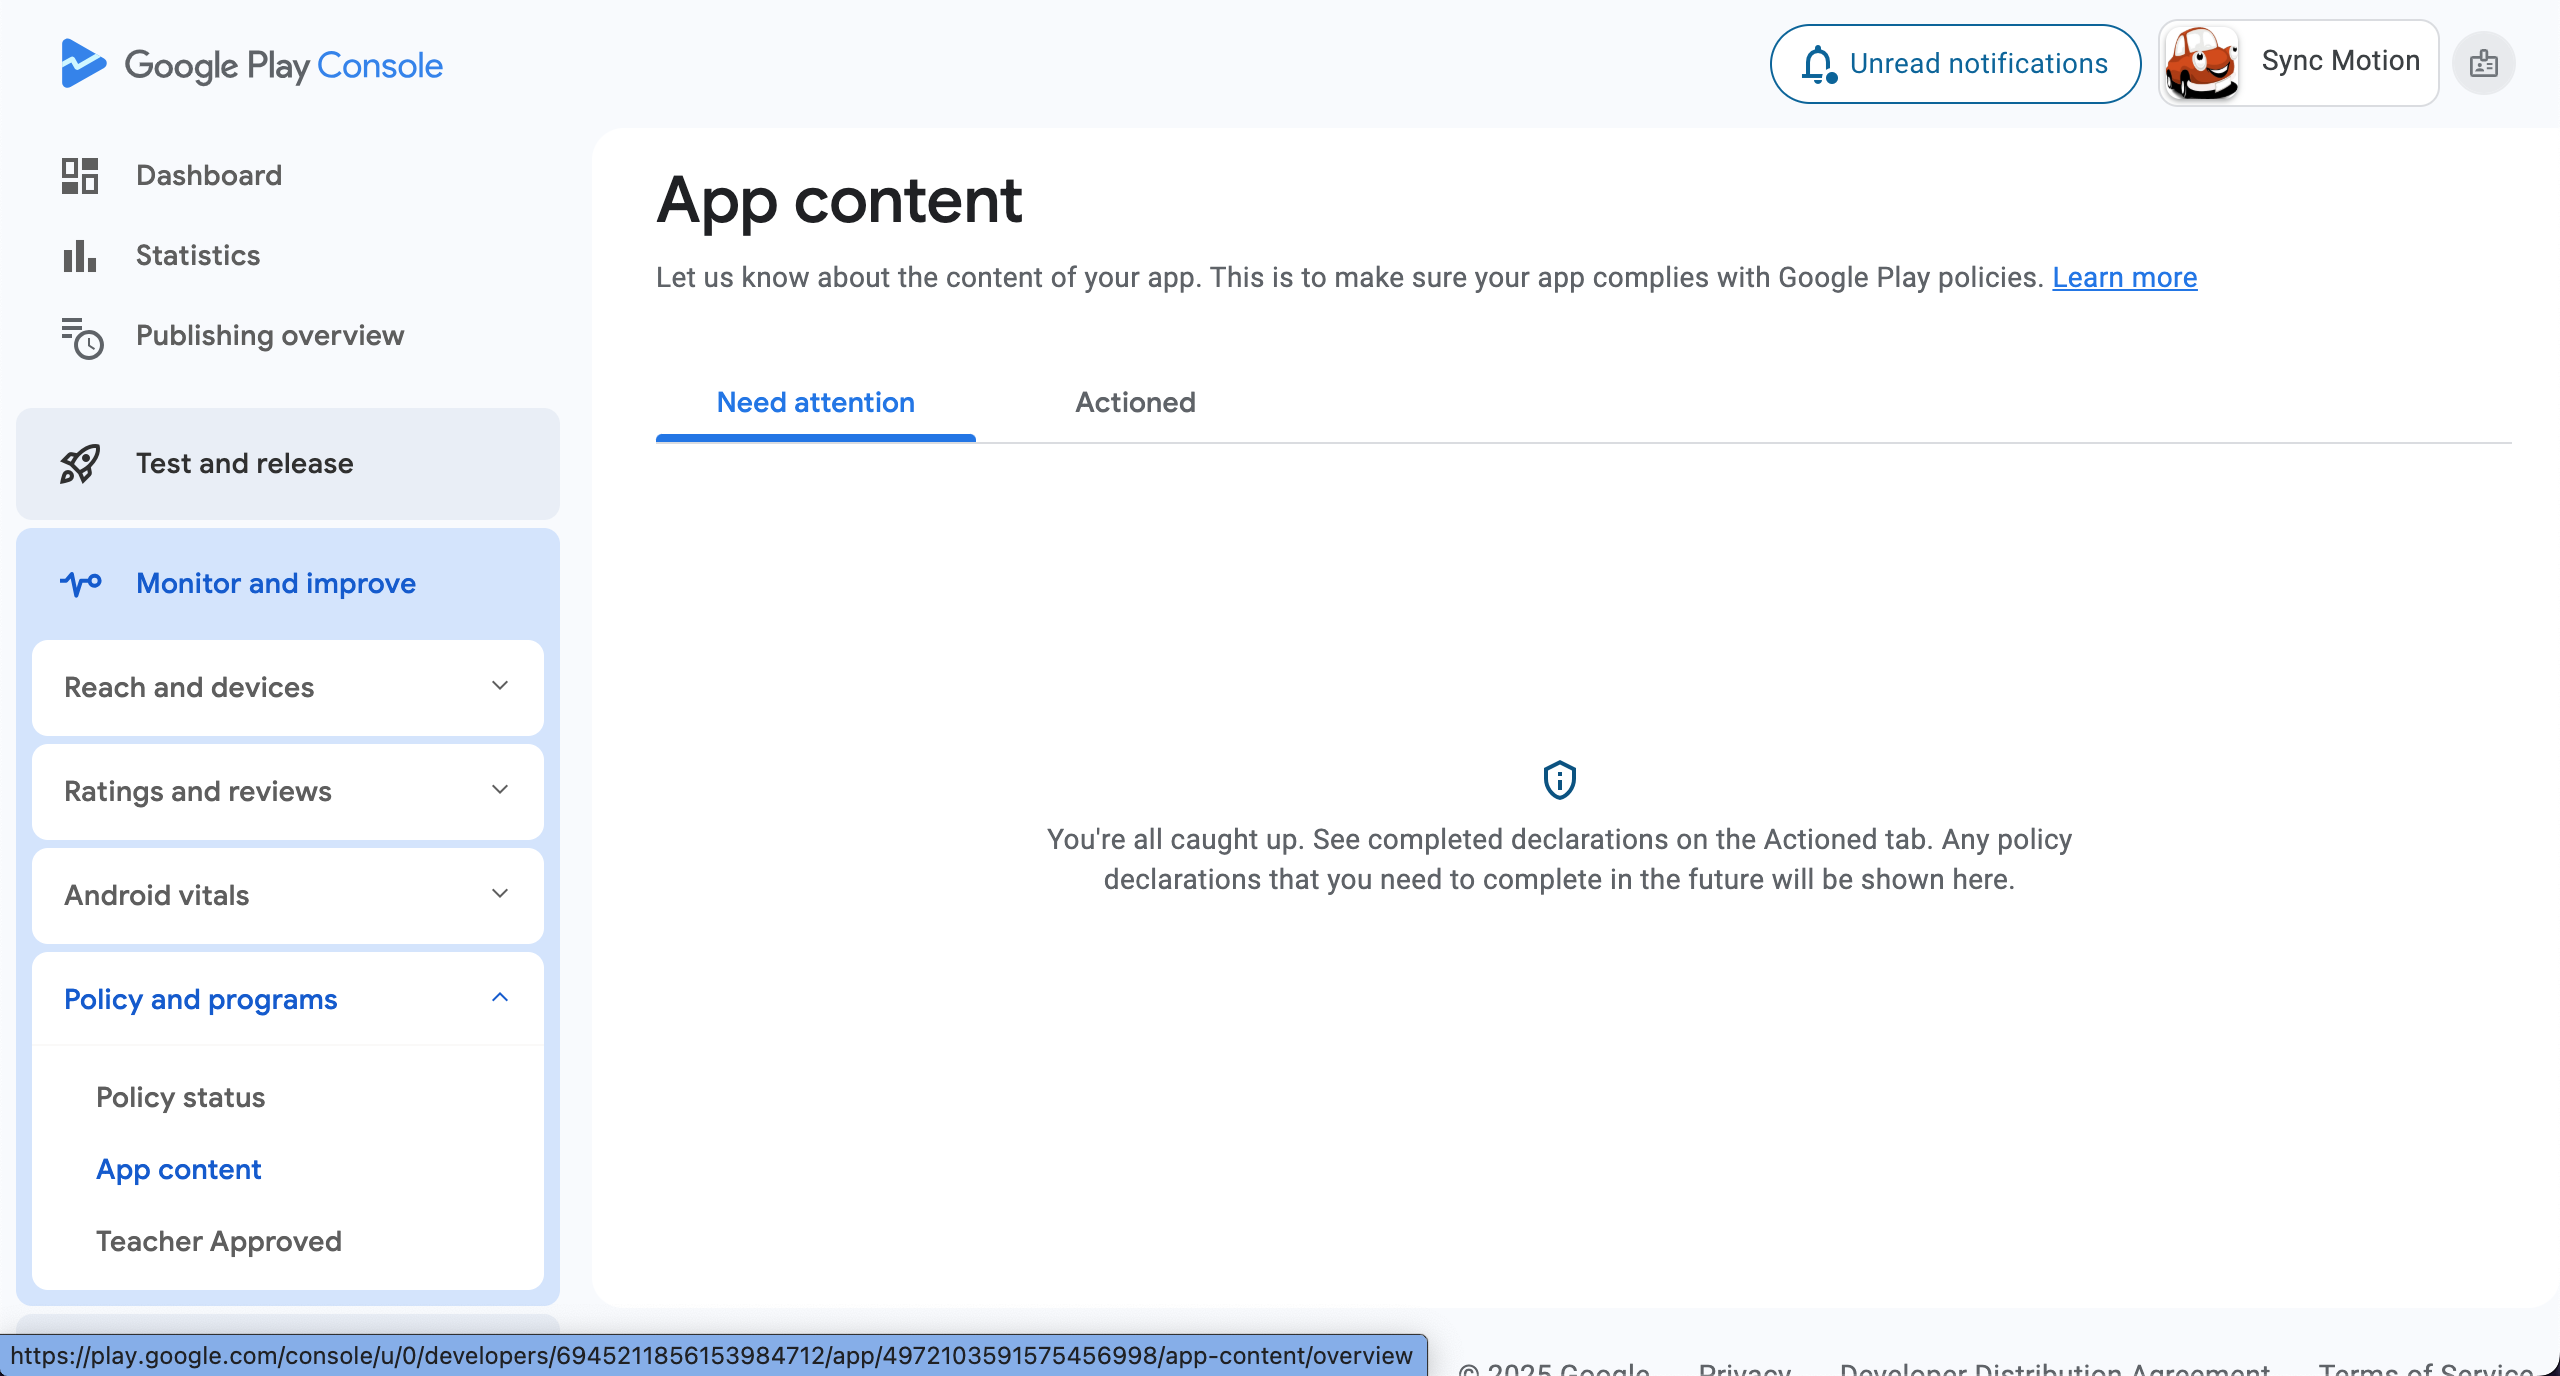 Google Play Console
Unread notifications
Sync Motion
Dashboard
Statistics
Publishing overview
Test and release
Monitor and improve
Reach and devices
Ratings and reviews
Android vitals
Policy and programs
Policy status
App content
Teacher Approved
App content
Let us know about the content of your app. This is to make sure your app complies with Google Play policies. Learn more
Need attention
Actioned
You're all caught up. See completed declarations on the Actioned tab. Any policy
declarations that you need to complete in the future will be shown here.
https://play.google.com/console/u/0/developers/6945211856153984712/app/4972103591575456998/app-content/overview
© 2025 Google
Privacy
Developer Distribution Agreement
Terms of Service